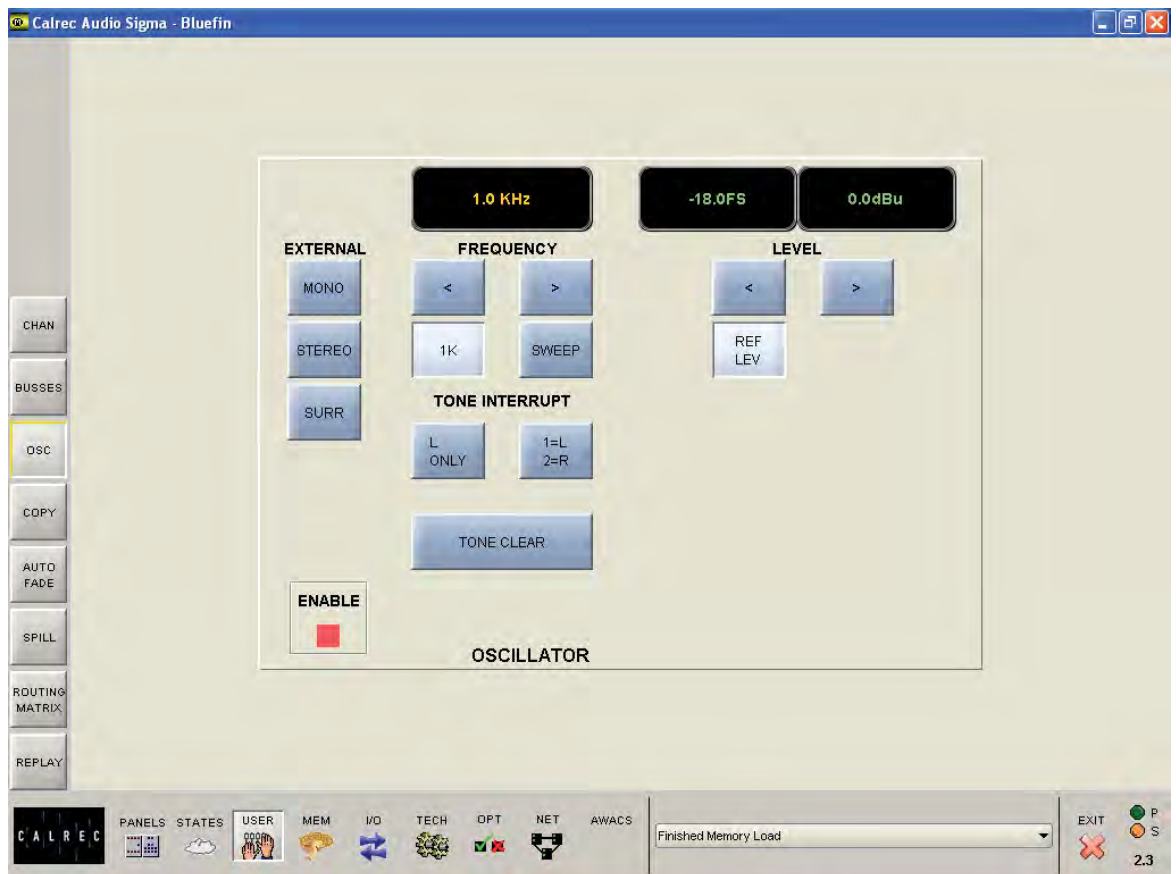 Calrec Audio Sigma - Bluefin
1.0 KHz
-18.0FS
0.0dBu
EXTERNAL
FREQUENCY
LEVEL
MONO
<
>
<
>
STEREO
1K
SWEEP
REF
LEV
SURR
TONE INTERRUPT
L
ONLY
1=L
2=R
TONE CLEAR
ENABLE
OSCILLATOR
CHAN
BUSSES
OSC
COPY
AUTO
FADE
SPILL
ROUTING
MATRIX
REPLAY
CALREC
PANELS
STATES
USER
MEM
I/O
TECH
OPT
NET
AWACS
Finished Memory Load
EXIT
P
S
2.3